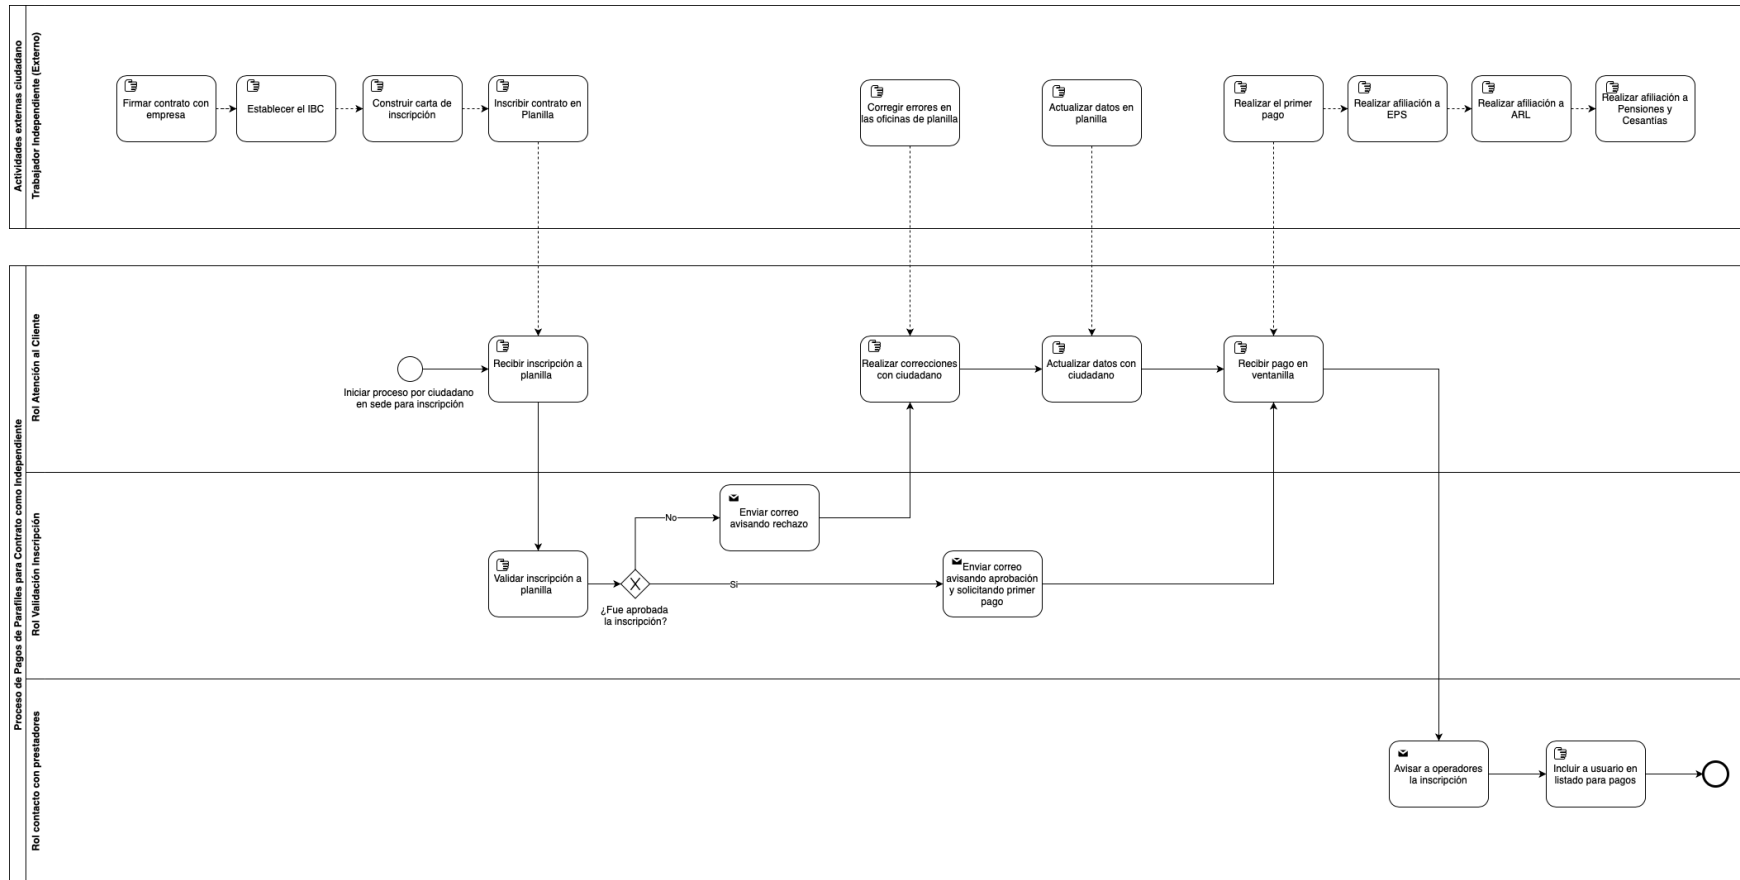 Actividades externas ciudadano
Trabajador Independiente (Externo)
Firmar contrato con
empresa
Establecer el IBC
Construir carta de
inscripción
Inscribir contrato en
Planilla
Corregir errores en
las oficinas de planilla
Actualizar datos en
planilla
Realizar el primer
pago
Realizar afiliación a
EPS
Realizar afiliación a
ARL
Realizar afiliación a
Pensiones y
Cesantías
Proceso de Pagos de Parafiles para Contrato como Independiente
Rol Atención al Cliente
Iniciar proceso por ciudadano
en sede para inscripción
Recibir inscripción a
planilla
Realizar correcciones
con ciudadano
Actualizar datos con
ciudadano
Recibir pago en
ventanilla
Rol Validación Inscripción
Validar inscripción a
planilla
¿Fue aprobada
la inscripción?
No
Enviar correo
avisando rechazo
Si
Enviar correo
avisando aprobación
y solicitando primer
pago
Rol contacto con prestadores
Avisar a operadores
la inscripción
Incluir a usuario en
listado para pagos